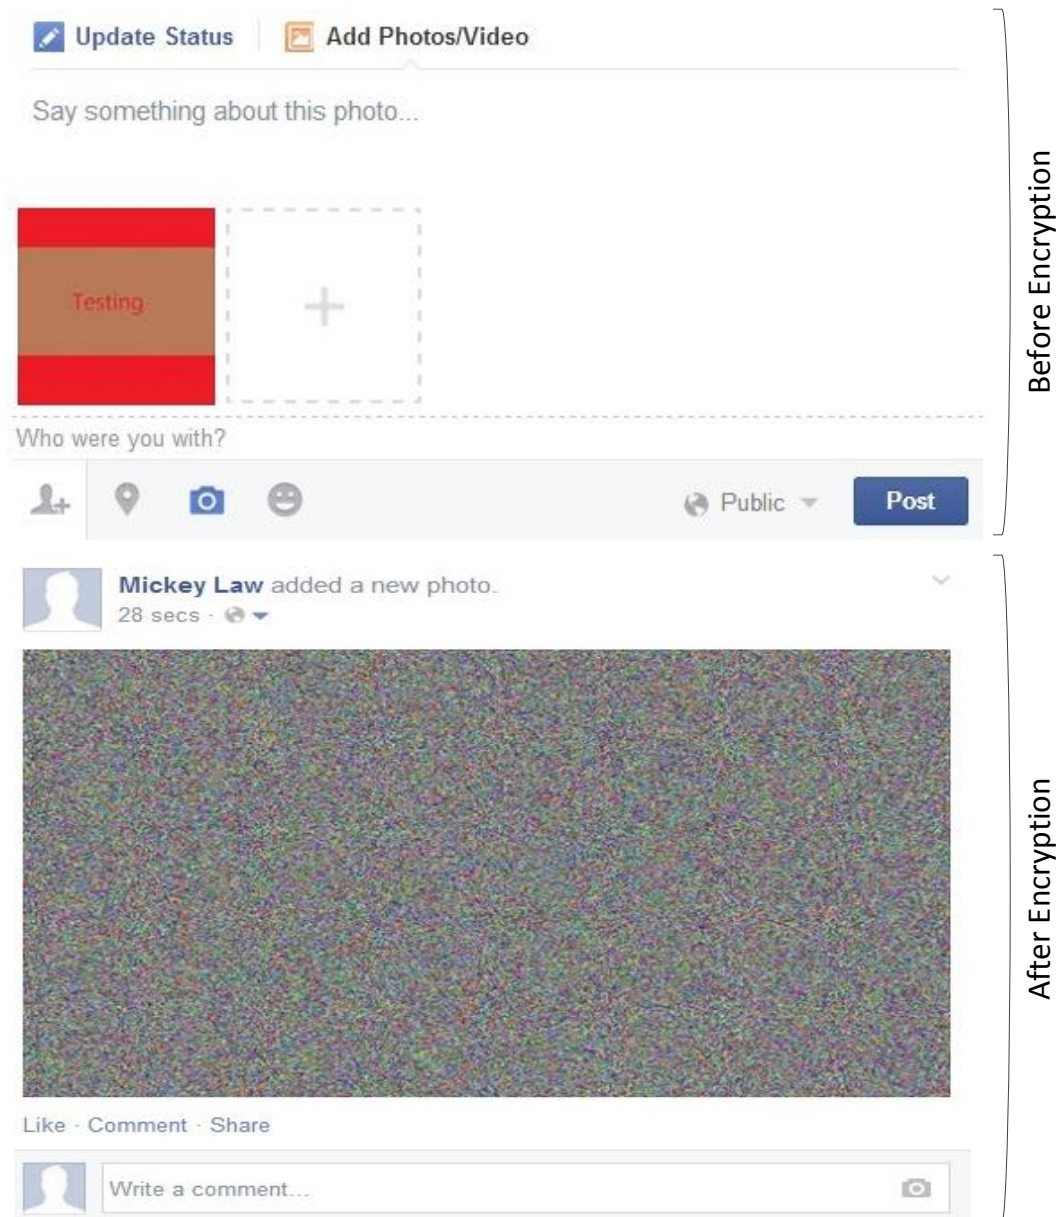 Update Status
Add Photos/Video
Say something about this photo...
Testing
Who were you with?
Public
Post
Before Encryption
Mickey Law added a new photo.
28 secs ·
Like · Comment · Share
Write a comment...
After Encryption